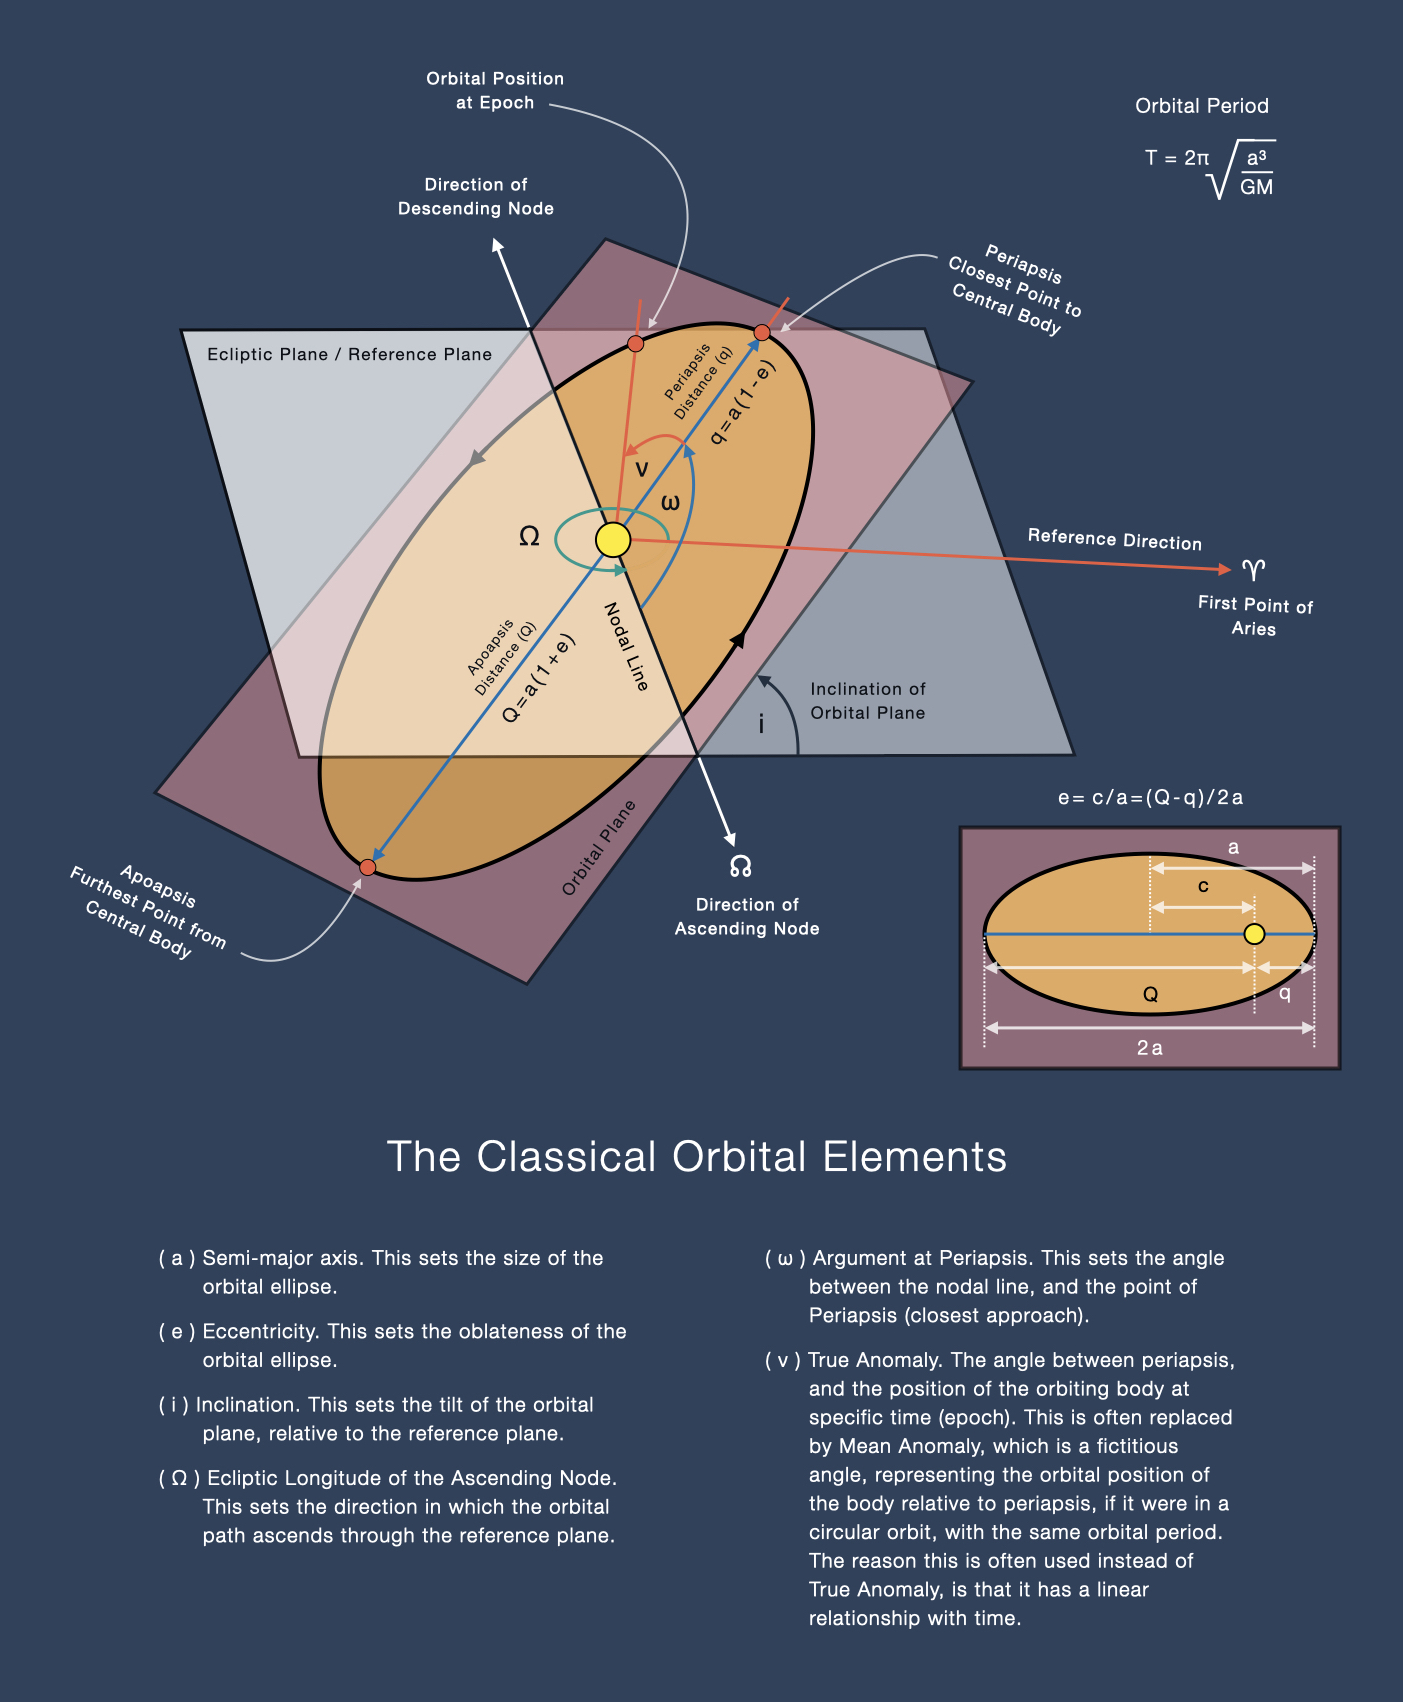 Orbital Position
at Epoch
Orbital Period
T = 2π√a³
GM
Direction of
Descending Node
Periapsis
Closest Point to
Central Body
Ecliptic Plane / Reference Plane
Periapsis
Distance (q)
q=a(1-e)
ν
ω
Ω
Reference Direction
♈
First Point of
Aries
Nodal Line
Apoapsis
Distance (Q)
Q=a(1+e)
Inclination of
Orbital Plane
i
Orbital Plane
Apoapsis
Furthest Point from
Central Body
☊
Direction of
Ascending Node
e= c/a=(Q-q)/2a
a
c
Q
q
2a
The Classical Orbital Elements
( a ) Semi-major axis. This sets the size of the
orbital ellipse.
( e ) Eccentricity. This sets the oblateness of the
orbital ellipse.
( i ) Inclination. This sets the tilt of the orbital
plane, relative to the reference plane.
( Ω ) Ecliptic Longitude of the Ascending Node.
This sets the direction in which the orbital
path ascends through the reference plane.
( ω ) Argument at Periapsis. This sets the angle
between the nodal line, and the point of
Periapsis (closest approach).
( ν ) True Anomaly. The angle between periapsis,
and the position of the orbiting body at
specific time (epoch). This is often replaced
by Mean Anomaly, which is a fictitious
angle, representing the orbital position of
the body relative to periapsis, if it were in a
circular orbit, with the same orbital period.
The reason this is often used instead of
True Anomaly, is that it has a linear
relationship with time.